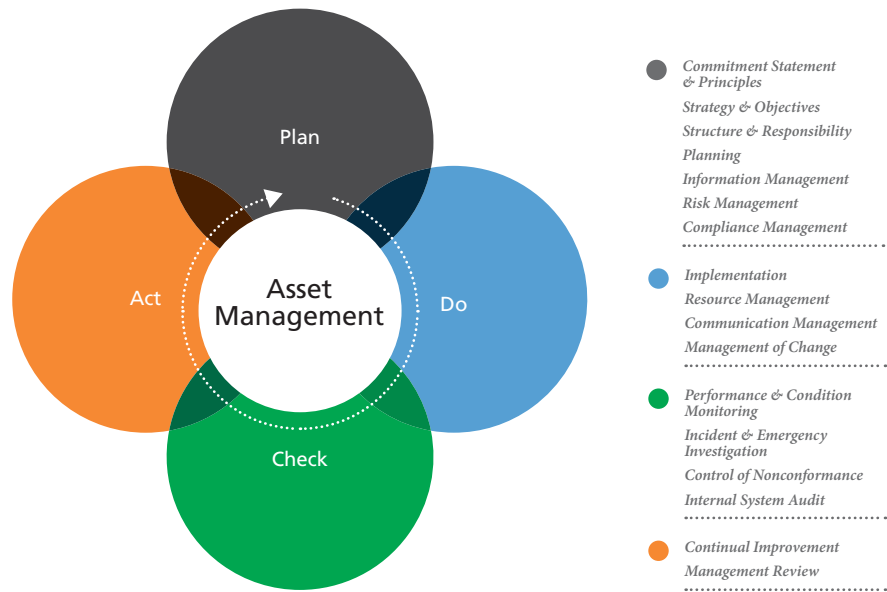 Plan
Act
Asset
Management
Do
Check
Commitment Statement
& Principles
Strategy & Objectives
Structure & Responsibility
Planning
Information Management
Risk Management
Compliance Management
Implementation
Resource Management
Communication Management
Management of Change
Performance & Condition
Monitoring
Incident & Emergency
Investigation
Control of Nonconformance
Internal System Audit
Continual Improvement
Management Review